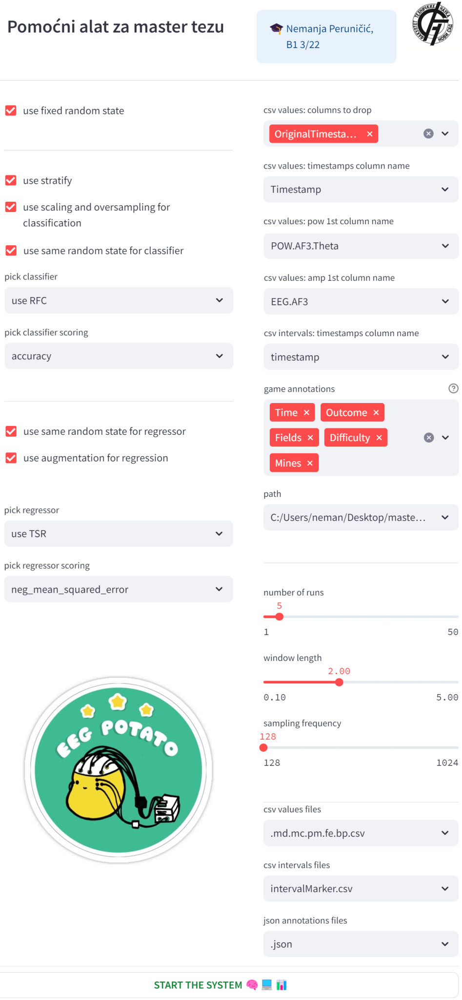 Pomoćni alat za master tezu
Nemanja Peruničić,
B1 3/22
ФАКУЛТЕТ ТЕХНИЧКИХ НАУКА
НОВИ САД
use fixed random state
use stratify
use scaling and oversampling for
classification
use same random state for classifier
pick classifier
use RFC
pick classifier scoring
accuracy
use same random state for regressor
use augmentation for regression
pick regressor
use TSR
pick regressor scoring
neg_mean_squared_error
EEG POTATO
csv values: columns to drop
OriginalTimesta...
csv values: timestamps column name
Timestamp
csv values: pow 1st column name
POW.AF3.Theta
csv values: amp 1st column name
EEG.AF3
csv intervals: timestamps column name
timestamp
game annotations
Time Outcome
Fields Difficulty
Mines
path
C:/Users/neman/Desktop/maste...
number of runs
5
1 50
window length
2.00
0.10 5.00
sampling frequency
128
128 1024
csv values files
.md.mc.pm.fe.bp.csv
csv intervals files
intervalMarker.csv
json annotations files
.json
START THE SYSTEM